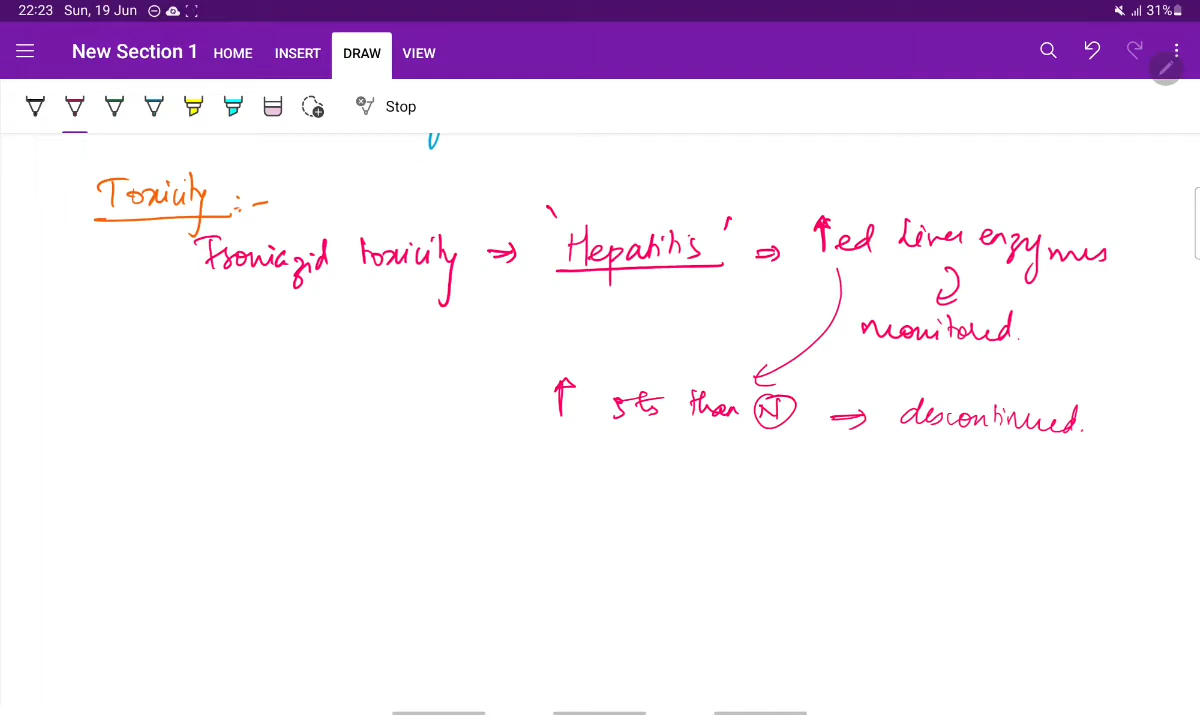 22:23 Sun, 19 Jun 31%
New Section 1 HOME INSERT DRAW VIEW
Stop
Toxicity :-
Isoniazid toxicity → 'Hepatitis' ⇒ ↑ed Liver enzymes
monitored.
↑ than N ⇒ discontinued.